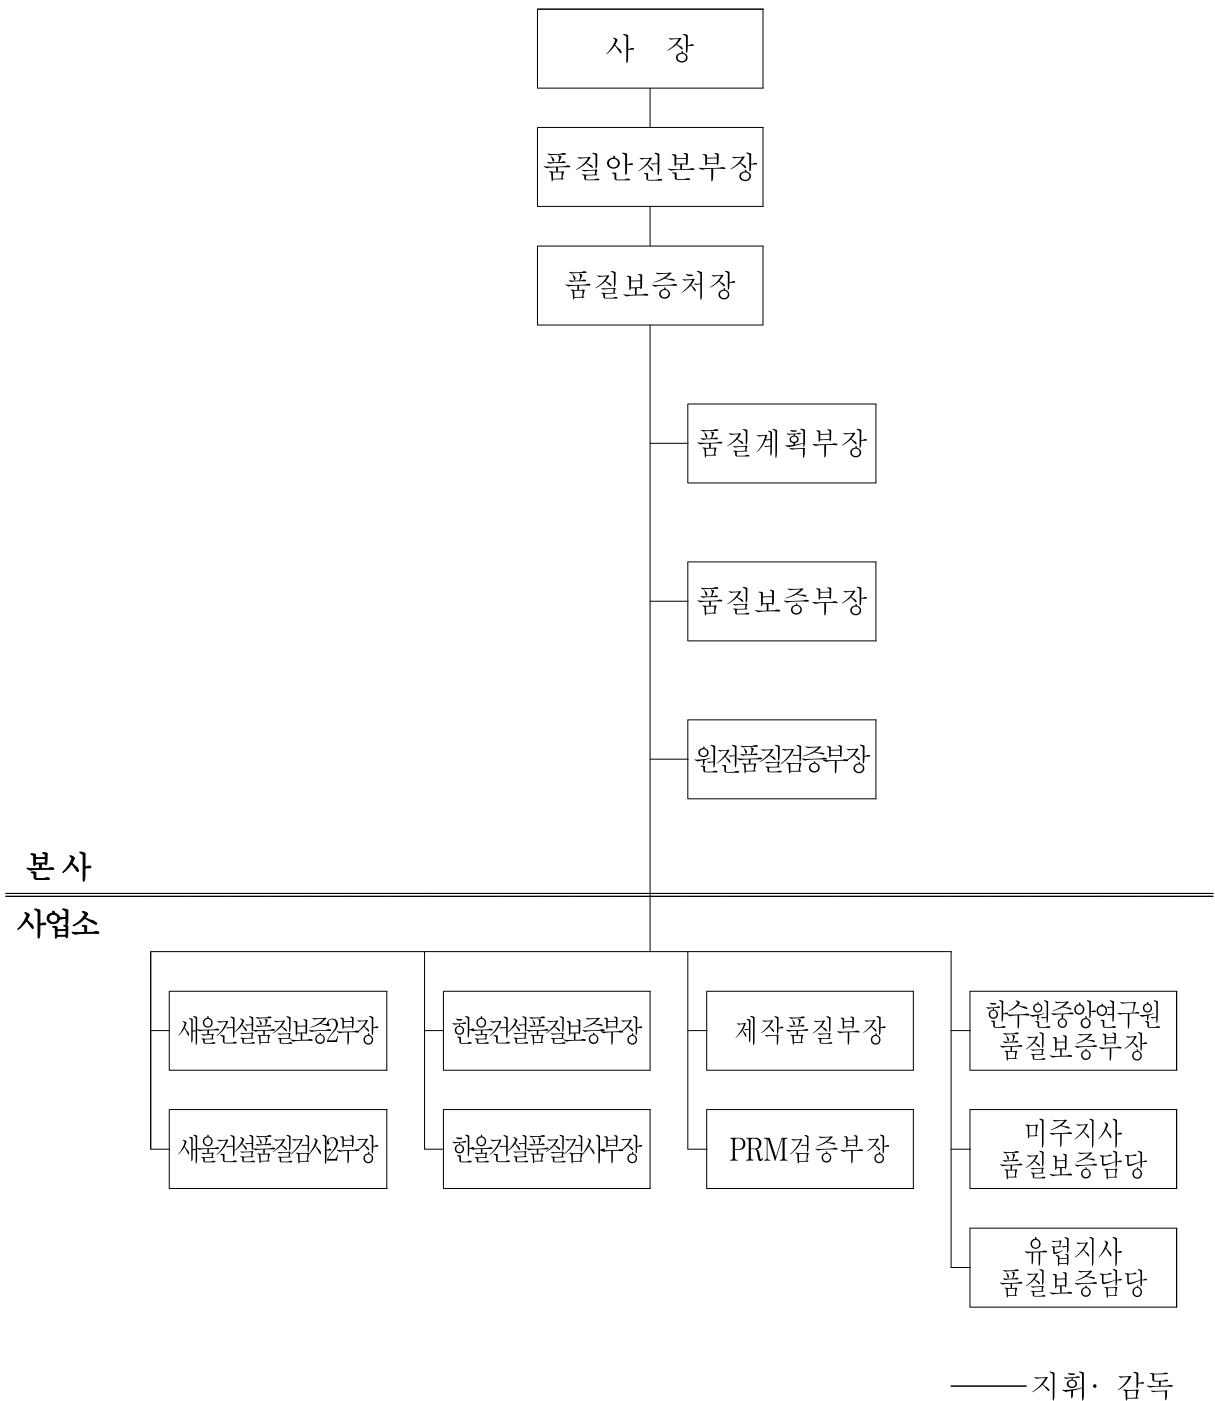 사 장
품질안전본부장
품질보증처장
품질계획부장
품질보증부장
원전품질검증부장
본 사
사업소
새울건설품질보증2부장
한울건설품질보증부장
제작품질부장
한수원중앙연구원
품질보증부장
새울건설품질검사2부장
한울건설품질검사부장
PRM검증부장
미주지사
품질보증담당
유럽지사
품질보증담당
지휘· 감독